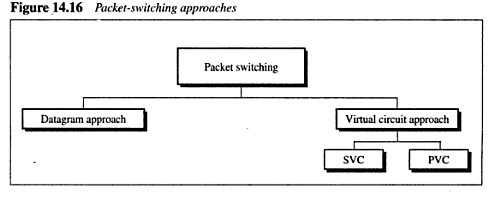 Figure 14.16 Packet-switching approaches
Packet switching
Datagram approach
Virtual circuit approach
SVC
PVC